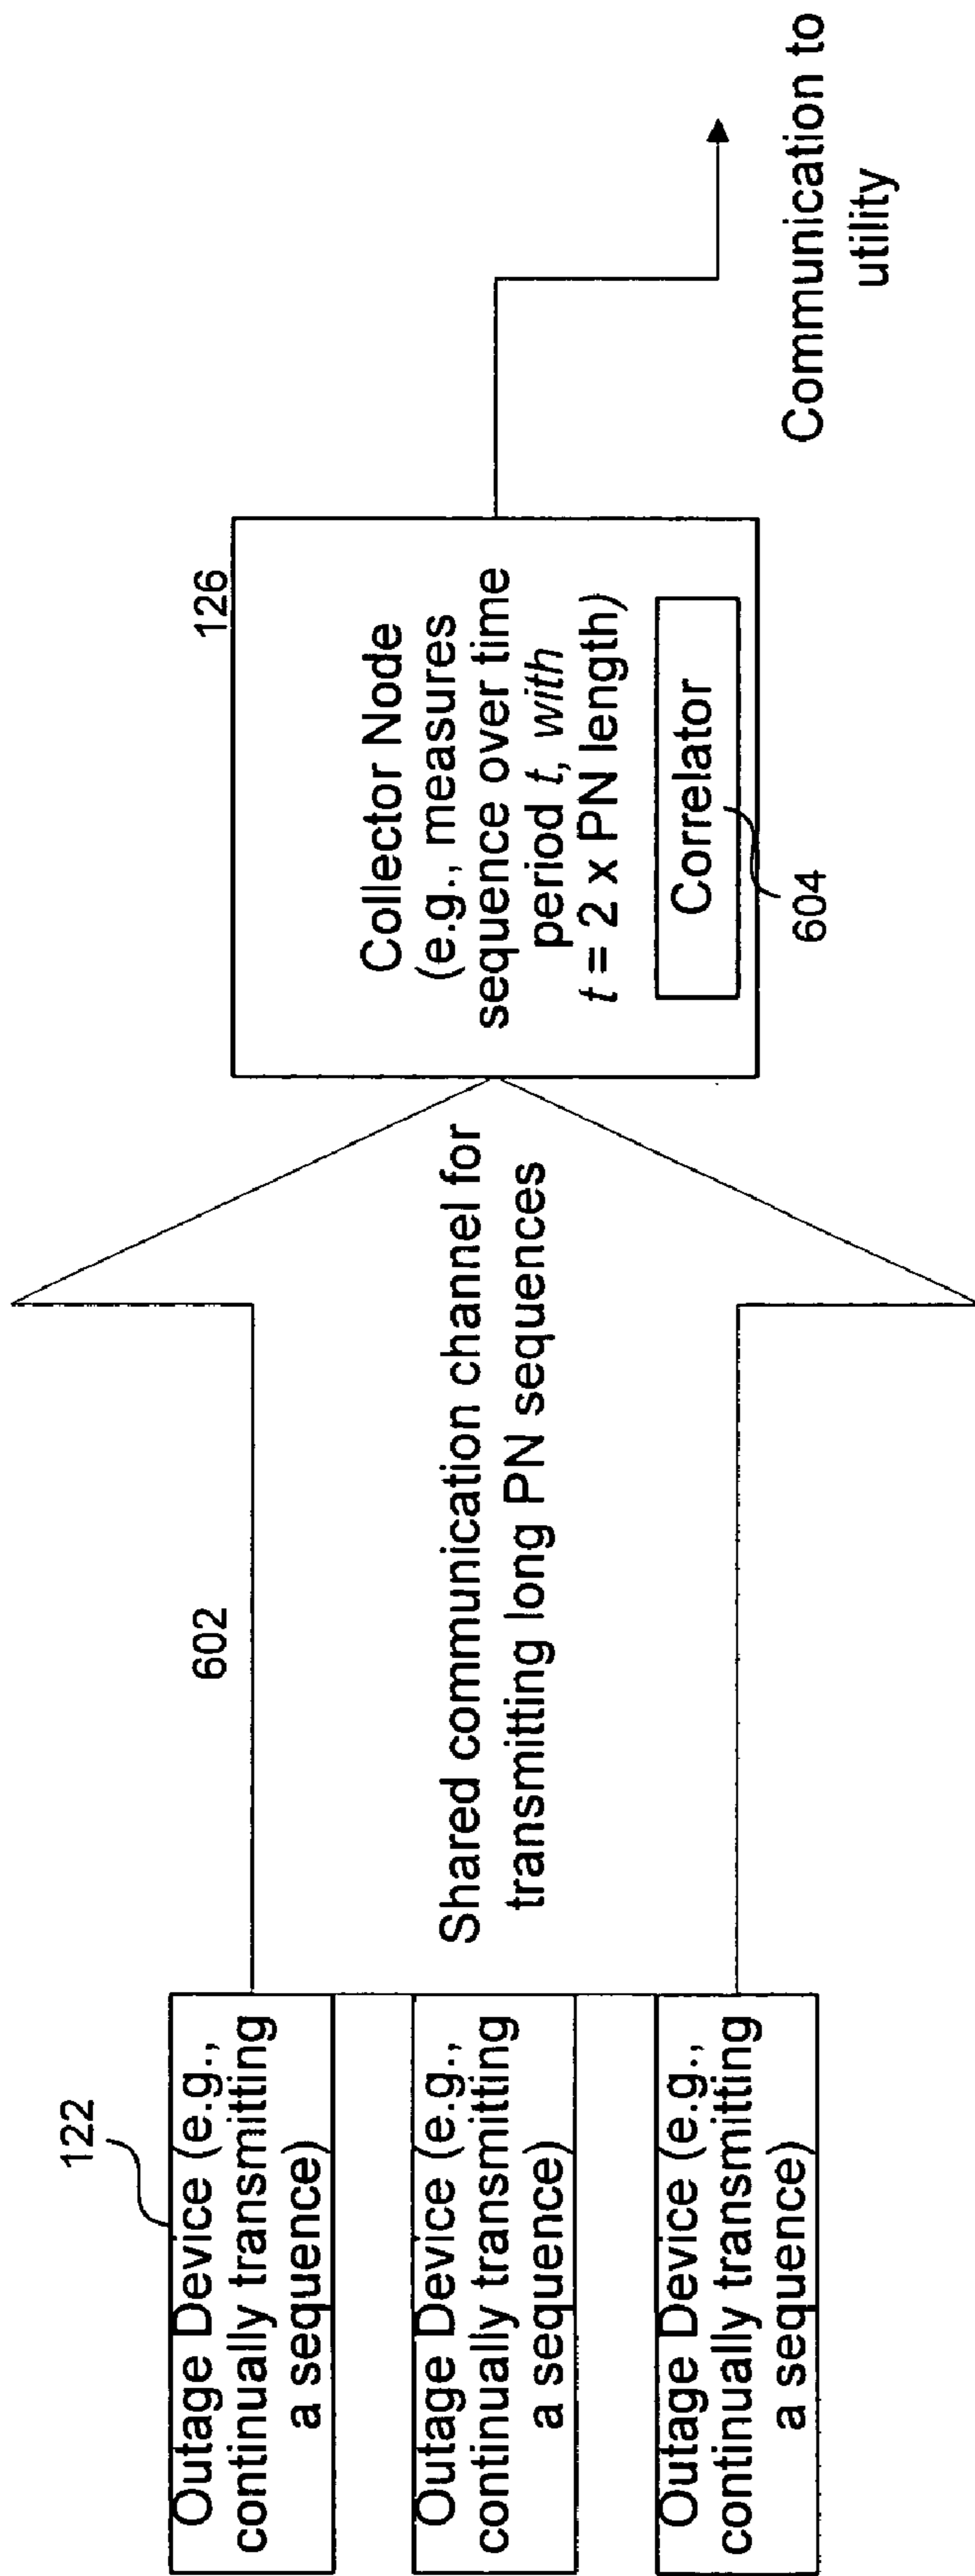 122
Outage Device (e.g.,
continually transmitting
a sequence)
Outage Device (e.g.,
continually transmitting
a sequence)
Outage Device (e.g.,
continually transmitting
a sequence)
602
Shared communication channel for
transmitting long PN sequences
126
Collector Node
(e.g., measures
sequence over time
period t, with
t = 2 x PN length)
Correlator
604
Communication to
utility